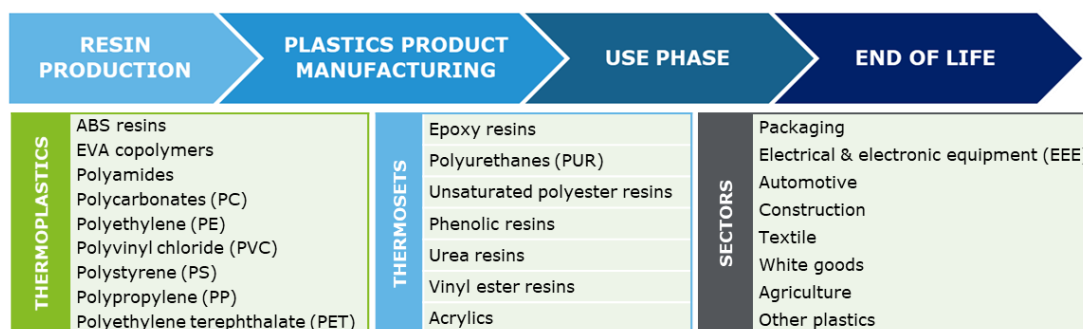 RESIN
PRODUCTION
PLASTICS PRODUCT
MANUFACTURING
USE PHASE
END OF LIFE
THERMOPLASTICS
ABS resins
EVA copolymers
Polyamides
Polycarbonates (PC)
Polyethylene (PE)
Polyvinyl chloride (PVC)
Polystyrene (PS)
Polypropylene (PP)
Polyethylene terephthalate (PET)
THERMOSETS
Epoxy resins
Polyurethanes (PUR)
Unsaturated polyester resins
Phenolic resins
Urea resins
Vinyl ester resins
Acrylics
SECTORS
Packaging
Electrical & electronic equipment (EEE)
Automotive
Construction
Textile
White goods
Agriculture
Other plastics